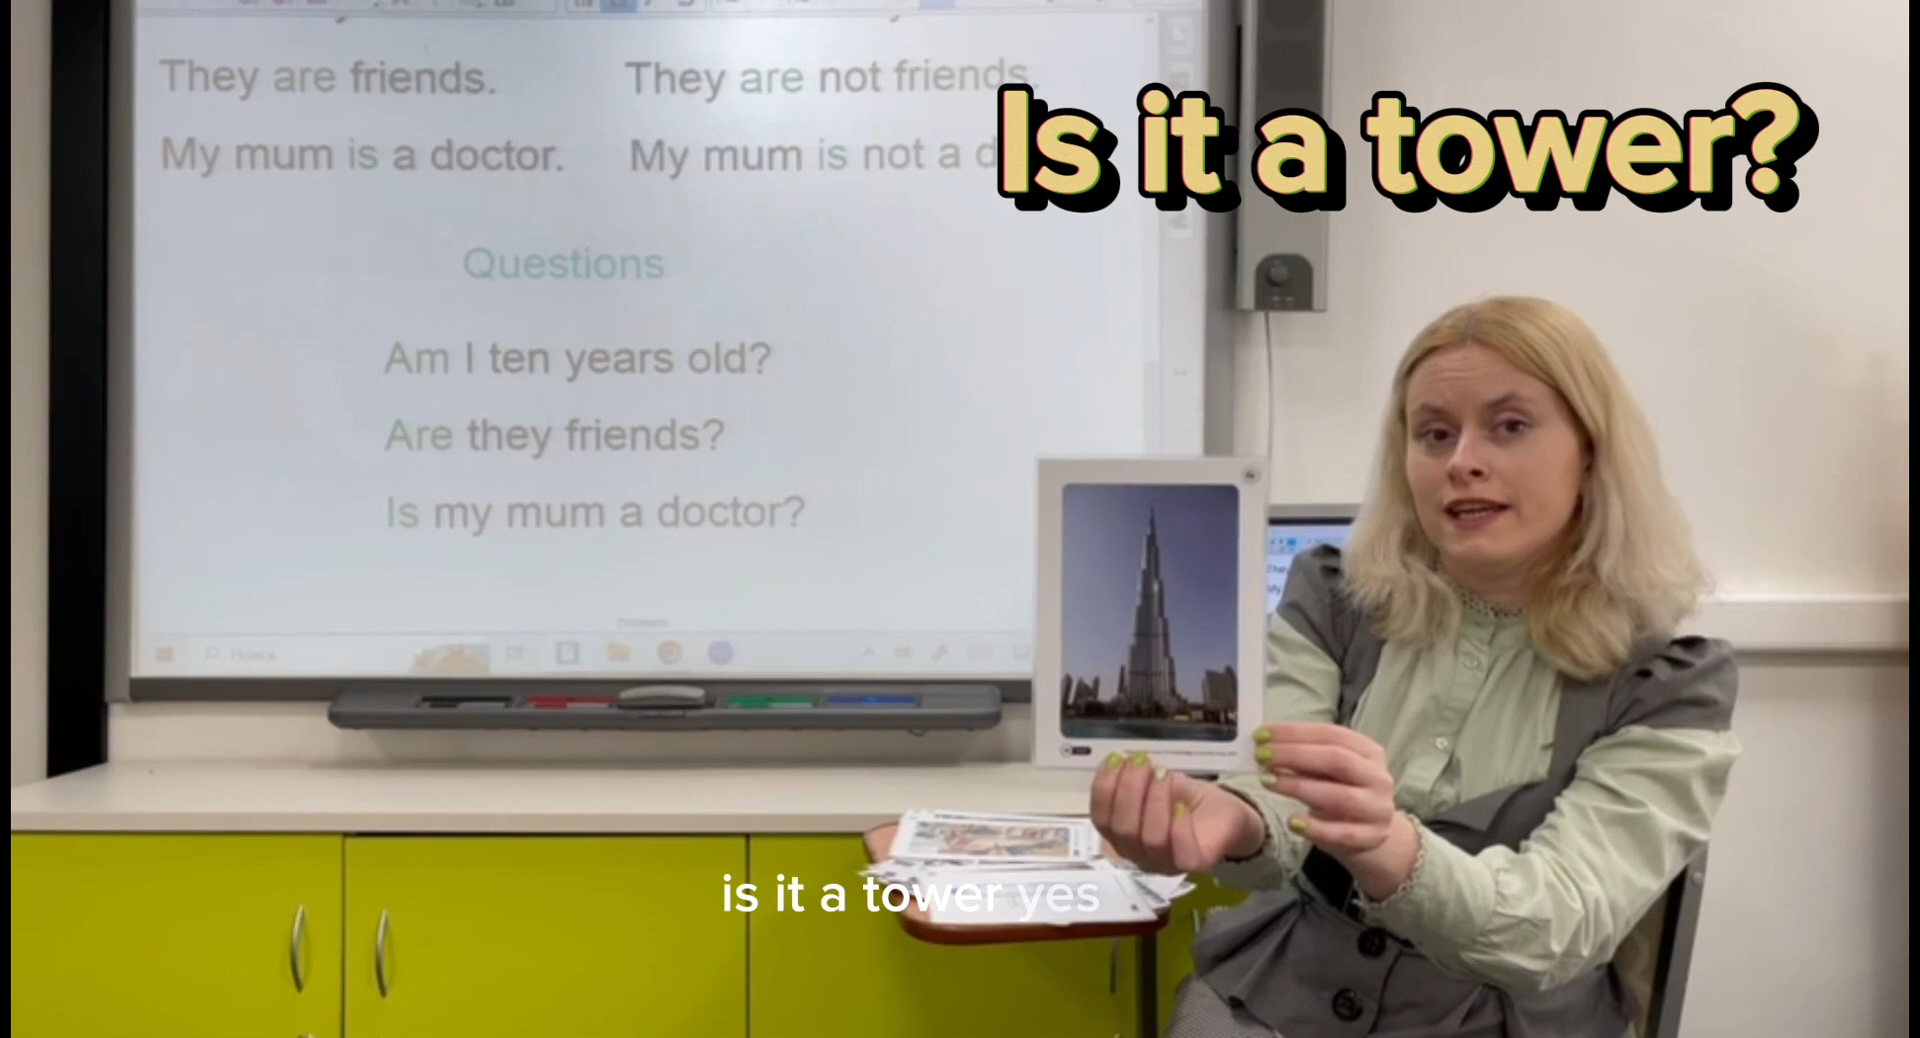 They are friends.
They are not friends.
My mum is a doctor.
My mum is not a d
Is it a tower?
Questions
Am I ten years old?
Are they friends?
Is my mum a doctor?
Поиск
is it a tower yes